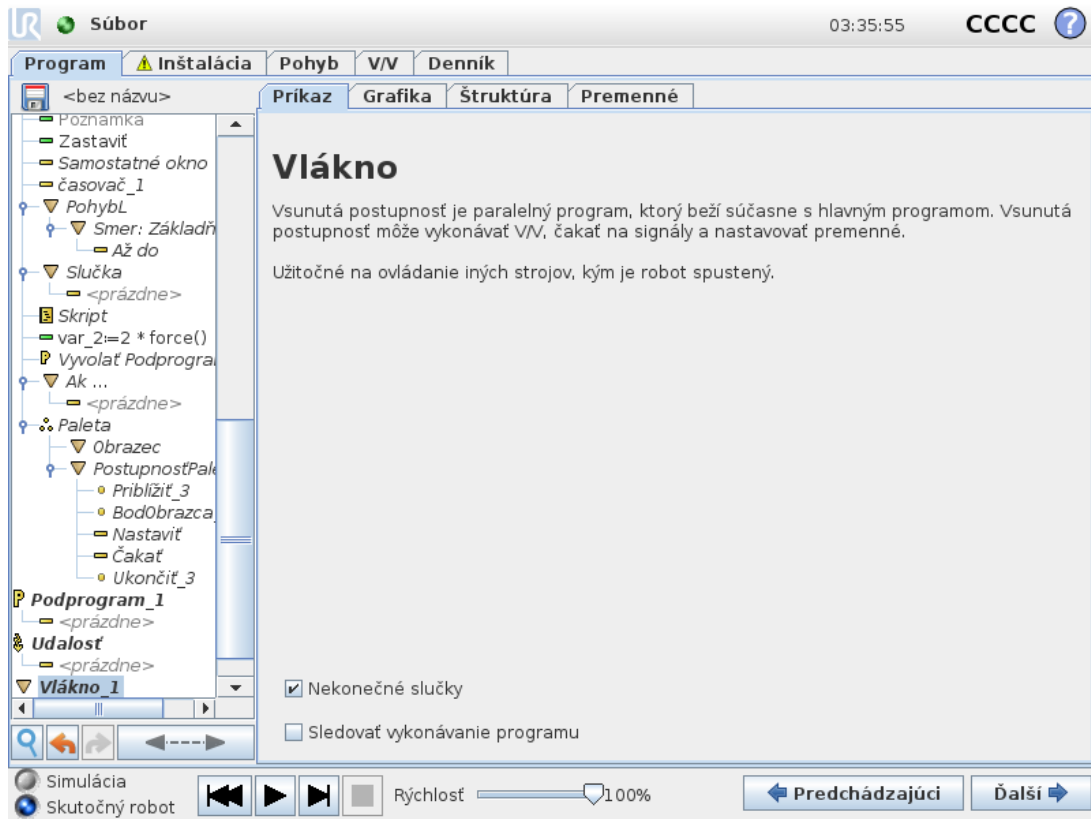 Súbor
03:35:55
CCCC
?
Program
Inštalácia
Pohyb
V/V
Denník
<bez názvu>
Príkaz
Grafika
Štruktúra
Premenné
Poznámka
Zastaviť
Samostatné okno
časovač_1
PohybL
Smer: Základň
Až do
Slučka
<prázdne>
Skript
var_2:=2 * force()
Vyvolať Podprogra
Ak ...
<prázdne>
Paleta
Obrazec
PostupnosťPale
Priblížiť_3
BodObrazca
Nastaviť
Čakať
Ukončiť_3
Podprogram_1
<prázdne>
Udalosť
<prázdne>
Vlákno_1
Vlákno
Vsunutá postupnosť je paralelný program, ktorý beží súčasne s hlavným programom. Vsunutá
postupnosť môže vykonávať V/V, čakať na signály a nastavovať premenné.
Užitočné na ovládanie iných strojov, kým je robot spustený.
Nekonečné slučky
Sledovať vykonávanie programu
Simulácia
Skutočný robot
Rýchlosť
100%
Predchádzajúci
Ďalší